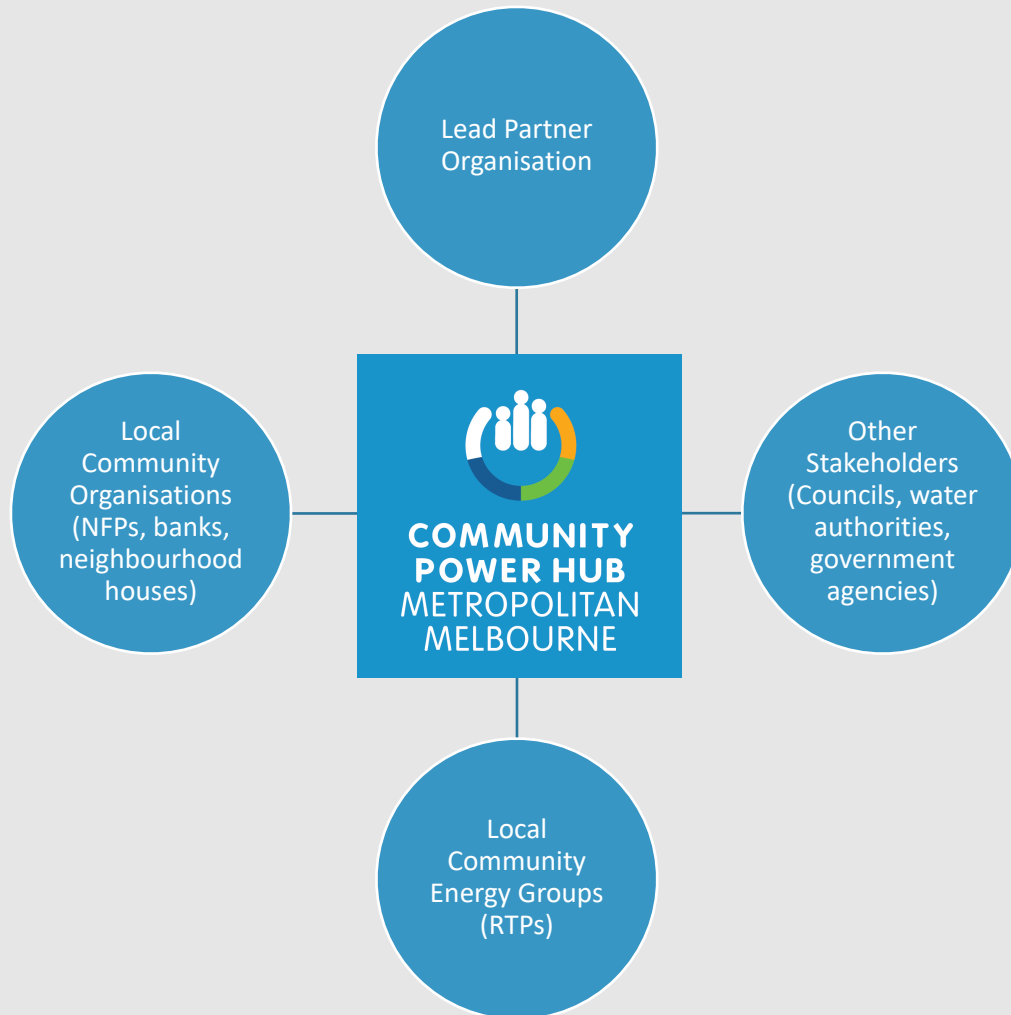 Lead Partner
Organisation
Local
Community
Organisations
(NFPs, banks,
neighbourhood
houses)
COMMUNITY
POWER HUB
METROPOLITAN
MELBOURNE
Other
Stakeholders
(Councils, water
authorities,
government
agencies)
Local
Community
Energy Groups
(RTPs)